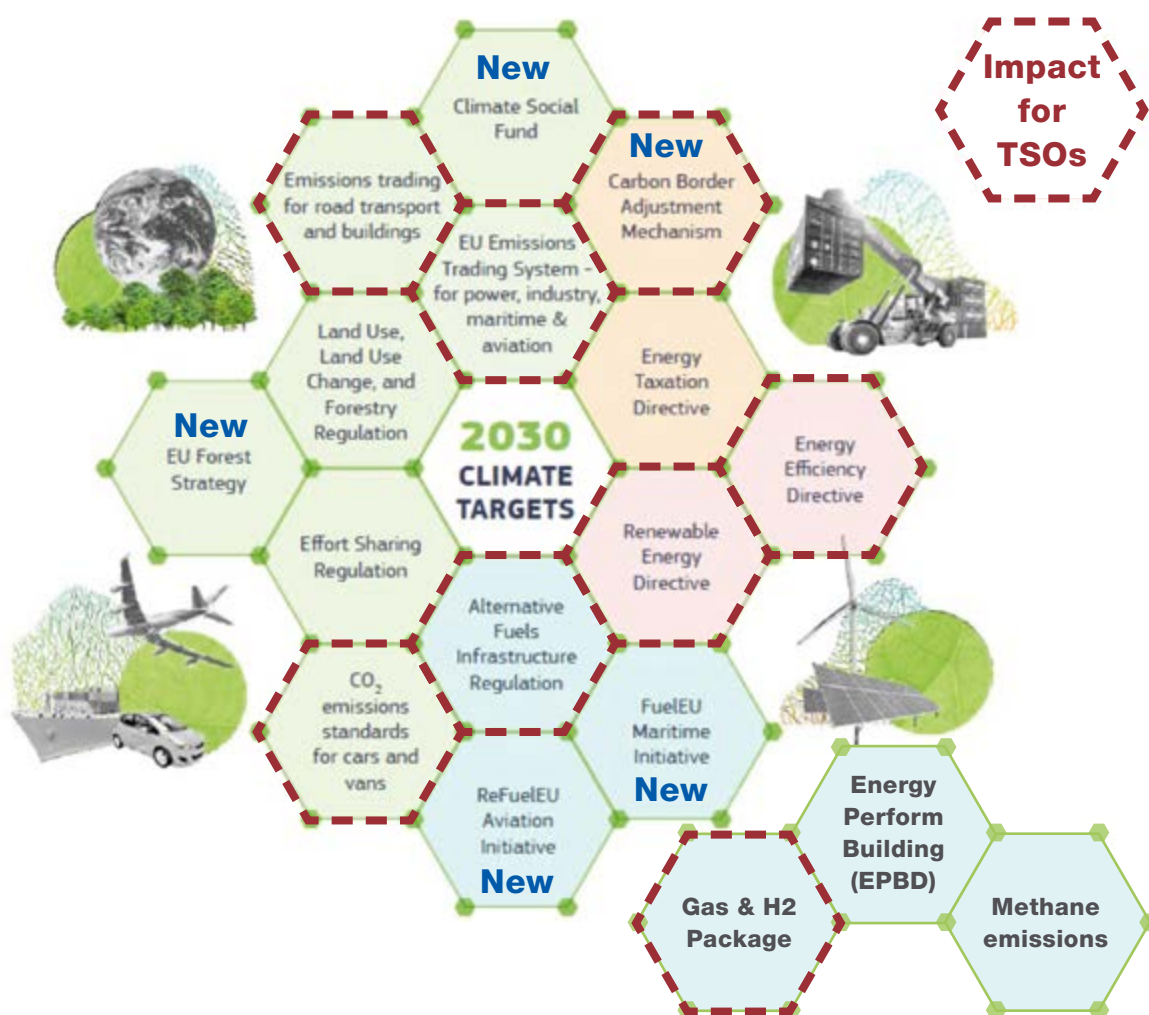 New
Climate Social
Fund
Impact
for
TSOs
Emissions trading
for road transport
and buildings
New
Carbon Border
Adjustment
Mechanism
EU Emissions
Trading System -
for power, industry,
maritime &
aviation
Land Use,
Land Use
Change, and
Forestry
Regulation
Energy
Taxation
Directive
New
EU Forest
Strategy
2030
CLIMATE
TARGETS
Energy
Efficiency
Directive
Effort Sharing
Regulation
Renewable
Energy
Directive
Alternative
Fuels
Infrastructure
Regulation
CO₂
emissions
standards
for cars and
vans
FuelEU
Maritime
Initiative
New
ReFuelEU
Aviation
Initiative
New
Energy
Perform
Building
(EPBD)
Gas & H2
Package
Methane
emissions